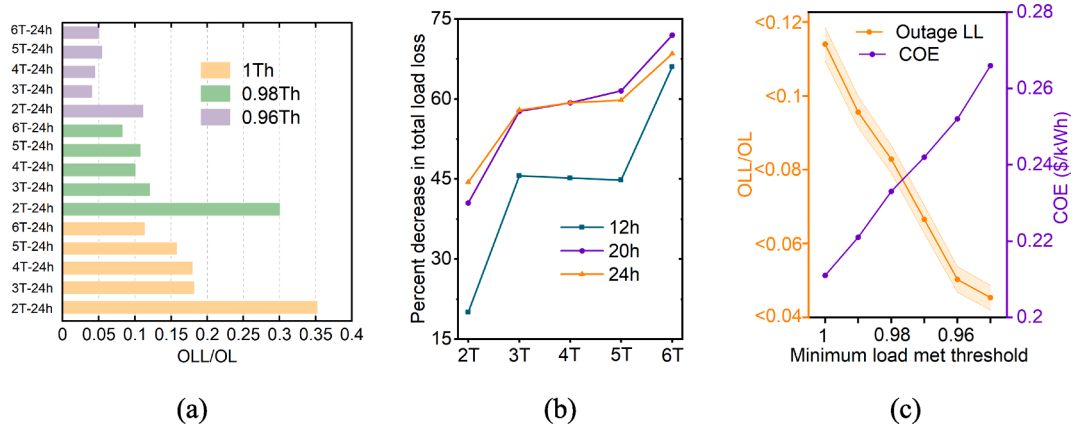 6T-24h
5T-24h
4T-24h
3T-24h
2T-24h
6T-24h
5T-24h
4T-24h
3T-24h
2T-24h
6T-24h
5T-24h
4T-24h
3T-24h
2T-24h
1Th
0.98Th
0.96Th
0 0.05 0.1 0.15 0.2 0.25 0.3 0.35 0.4
OLL/OL
(a)
Percent decrease in total load loss
75
60
45
30
15
12h
20h
24h
2T 3T 4T 5T 6T
(b)
OLL/OL
<0.12
<0.1
<0.08
<0.06
<0.04
Outage LL
COE
0.28
0.26
0.24
0.22
0.2
COE ($/kWh)
1 0.98 0.96
Minimum load met threshold
(c)